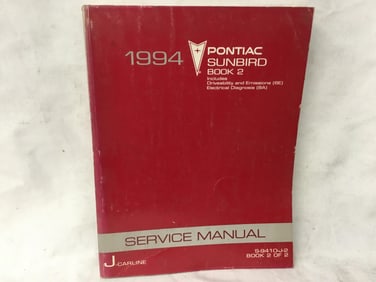 1994
PONTIAC
SUNBIRD
BOOK 2
Includes
Driveability and Emissions (6E)
Electrical Diagnosis (8A)
SERVICE MANUAL
J-CARLINE
S-9410-J-2
BOOK 2 OF 2